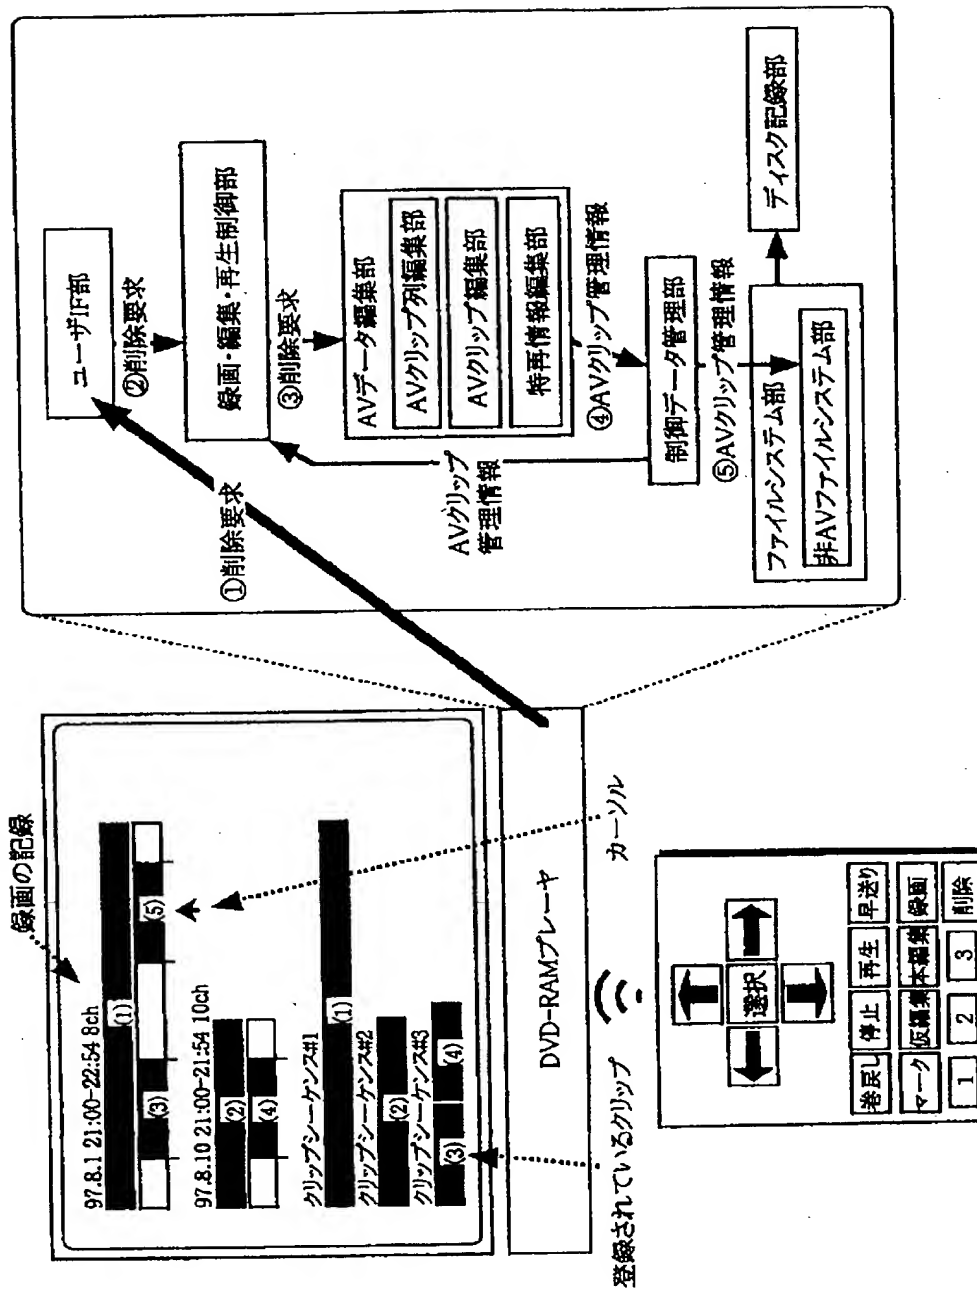 録画の記録
97.8.1 21:00-22:54 8ch
(1)
(3)
(5)
97.8.10 21:00-21:54 10ch
(2)
(4)
クリップシーケンス#1
(1)
クリップシーケンス#2
(2)
クリップシーケンス#3
(3)
(4)
DVD-RAMプレーヤ
登録されているクリップ
カーソル
選択
巻戻し
停止
再生
早送り
マーク
仮編集
本編集
録画
1
2
3
削除
①削除要求
ユーザIF部
②削除要求
録画・編集・再生制御部
③削除要求
AVデータ編集部
AVクリップ列編集部
AVクリップ編集部
特再情報編集部
AVクリップ
管理情報
④AVクリップ管理情報
制御データ管理部
⑤AVクリップ管理情報
ファイルシステム部
非AVファイルシステム部
ディスク記録部